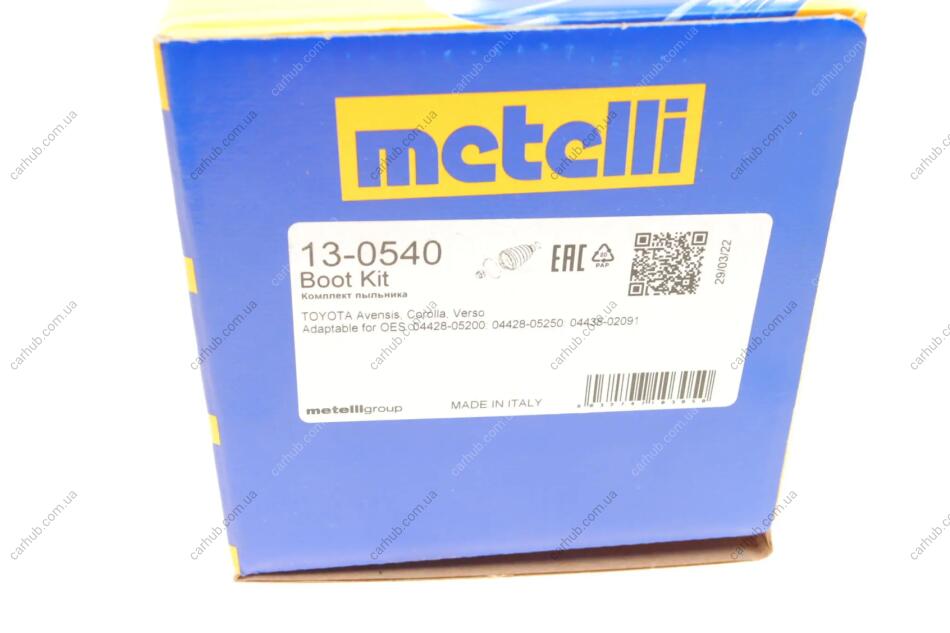 metelli
13-0540
Boot Kit
Комплект пыльника
EAC
PAP
29/03/22
TOYOTA Avensis, Corolla, Verso
Adaptable for OES: 04428-05200; 04428-05250; 04438-02091
metelligroup
MADE IN ITALY
carhub.com.ua